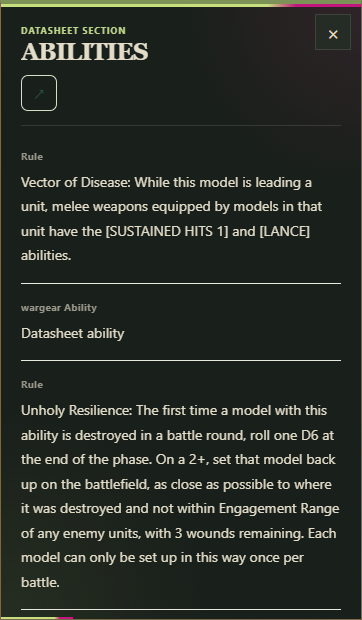 DATASHEET SECTION
ABILITIES
Rule
Vector of Disease: While this model is leading a
unit, melee weapons equipped by models in that
unit have the [SUSTAINED HITS 1] and [LANCE]
abilities.
wargear Ability
Datasheet ability
Rule
Unholy Resilience: The first time a model with this
ability is destroyed in a battle round, roll one D6 at
the end of the phase. On a 2+, set that model back
up on the battlefield, as close as possible to where
it was destroyed and not within Engagement Range
of any enemy units, with 3 wounds remaining. Each
model can only be set up in this way once per
battle.